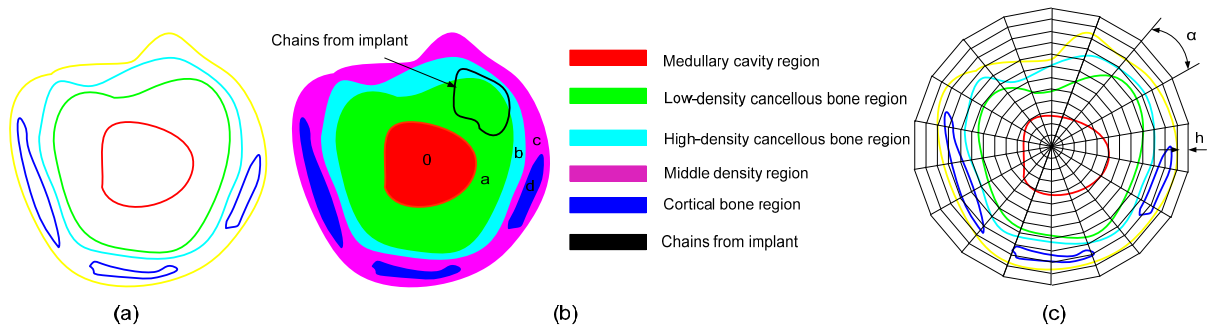 Chains from implant
0
a
b
c
d
Medullary cavity region
Low-density cancellous bone region
High-density cancellous bone region
Middle density region
Cortical bone region
Chains from implant
α
h
(a)
(b)
(c)